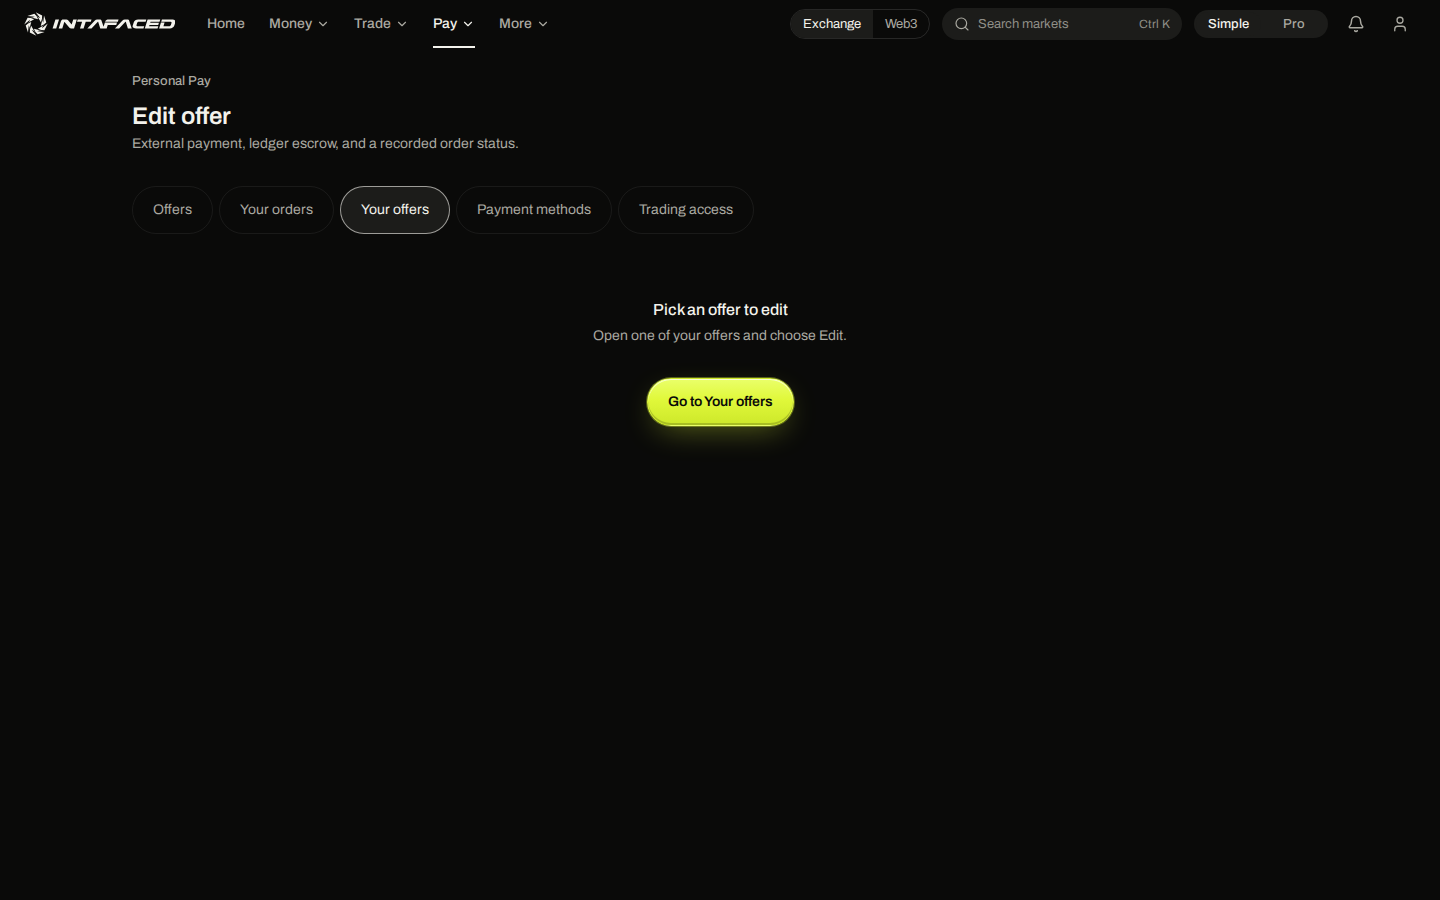 INTAFACED
Home
Money
Trade
Pay
More
Exchange
Web3
Search markets
Ctrl K
Simple
Pro
Personal Pay
Edit offer
External payment, ledger escrow, and a recorded order status.
Offers
Your orders
Your offers
Payment methods
Trading access
Pick an offer to edit
Open one of your offers and choose Edit.
Go to Your offers